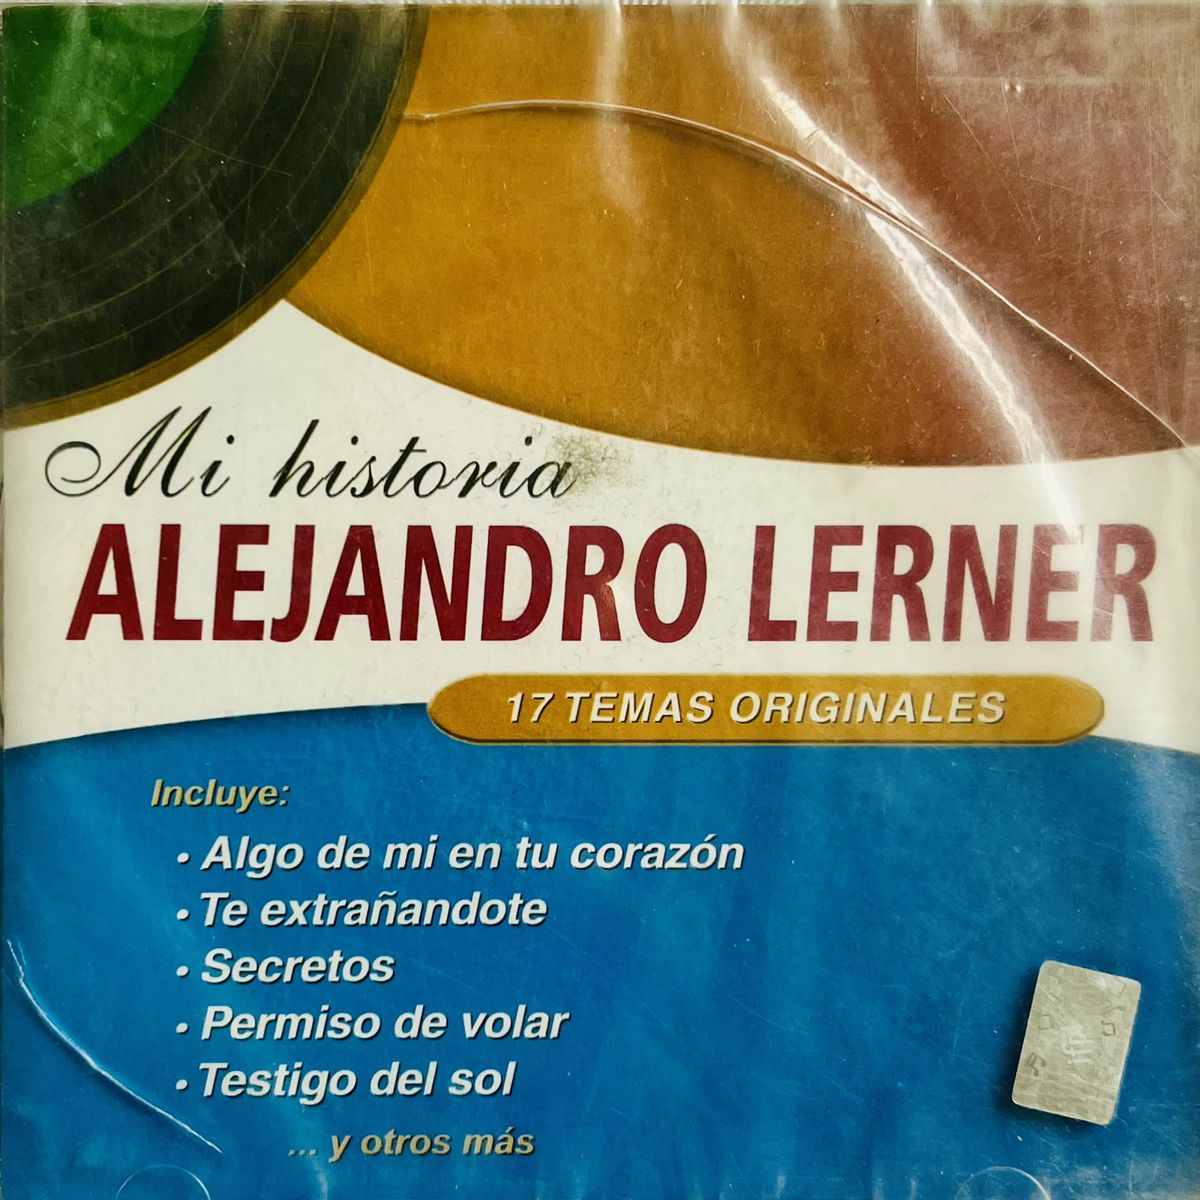 Mi historia
ALEJANDRO LERNER
17 TEMAS ORIGINALES
Incluye:
• Algo de mi en tu corazón
• Te extrañandote
• Secretos
• Permiso de volar
• Testigo del sol
... y otros más